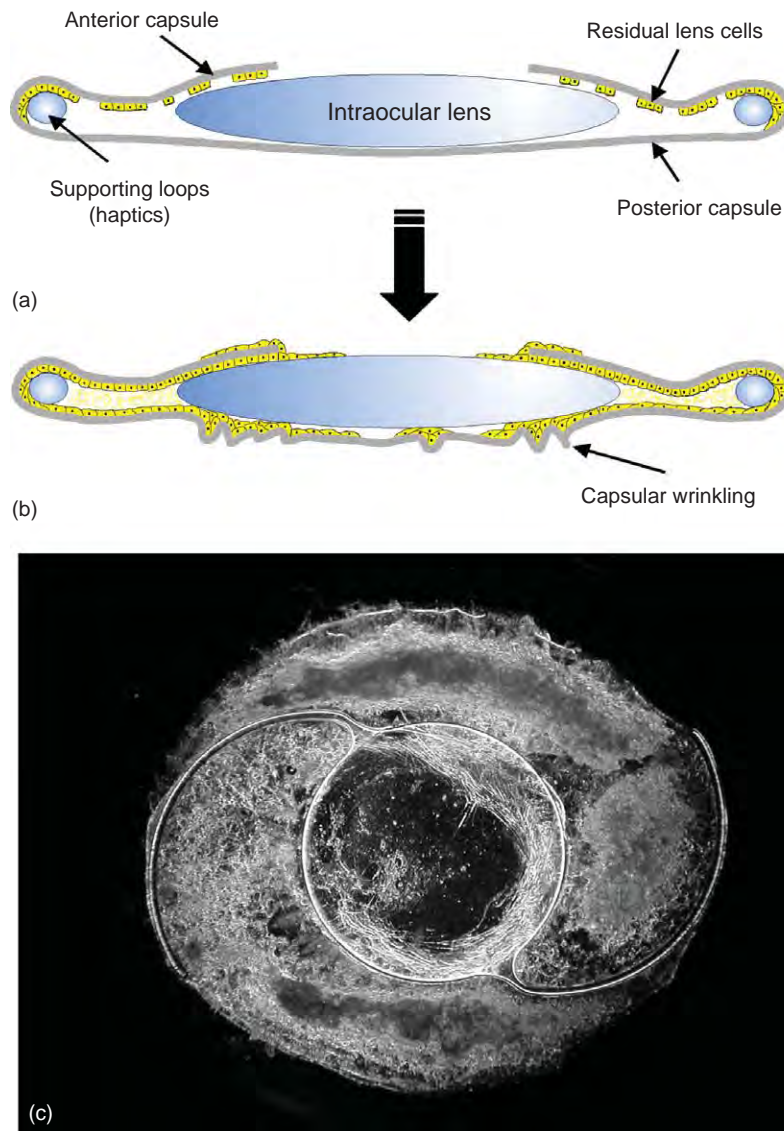 Anterior capsule
Residual lens cells
Intraocular lens
Supporting loops
(haptics)
Posterior capsule
(a)
Capsular wrinkling
(b)
(c)